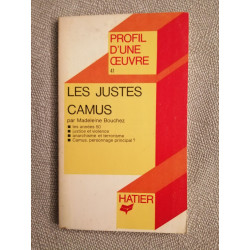 PROFIL
D'UNE
ŒUVRE
41
LES JUSTES
CAMUS
par Madeleine Bouchez
■ les années 50
■ justice et violence
■ anarchisme et terrorisme
■ Camus, personnage principal ?
HATIER